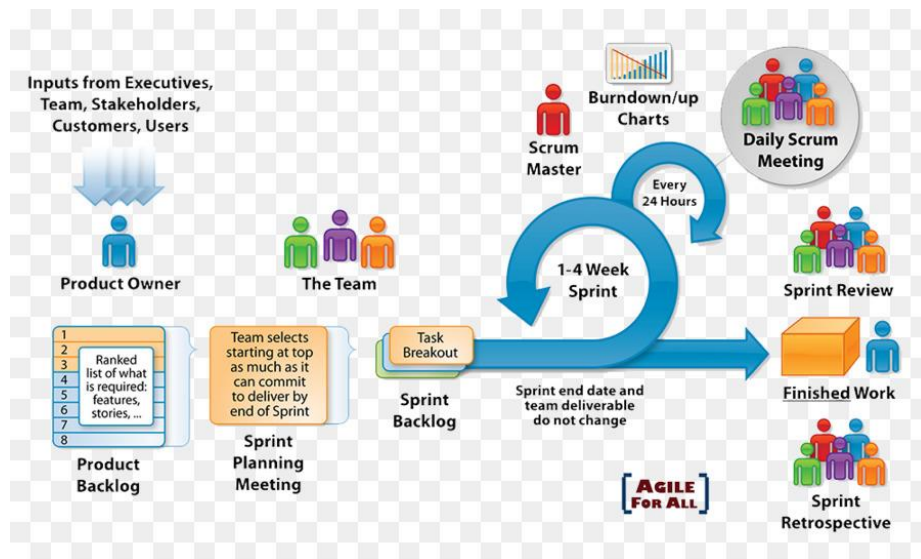 Inputs from Executives,
Team, Stakeholders,
Customers, Users
Product Owner
The Team
Scrum
Master
Burndown/up
Charts
Daily Scrum
Meeting
Every
24 Hours
1-4 Week
Sprint
Sprint Review
1
2
3
4
5
6
7
8
Ranked
list of what
is required:
features,
stories, ...
Product
Backlog
Team selects
starting at top
as much as it
can commit
to deliver by
end of Sprint
Sprint
Planning
Meeting
Task
Breakout
Sprint
Backlog
Sprint end date and
team deliverable
do not change
Finished Work
Sprint
Retrospective
AGILE
FOR ALL